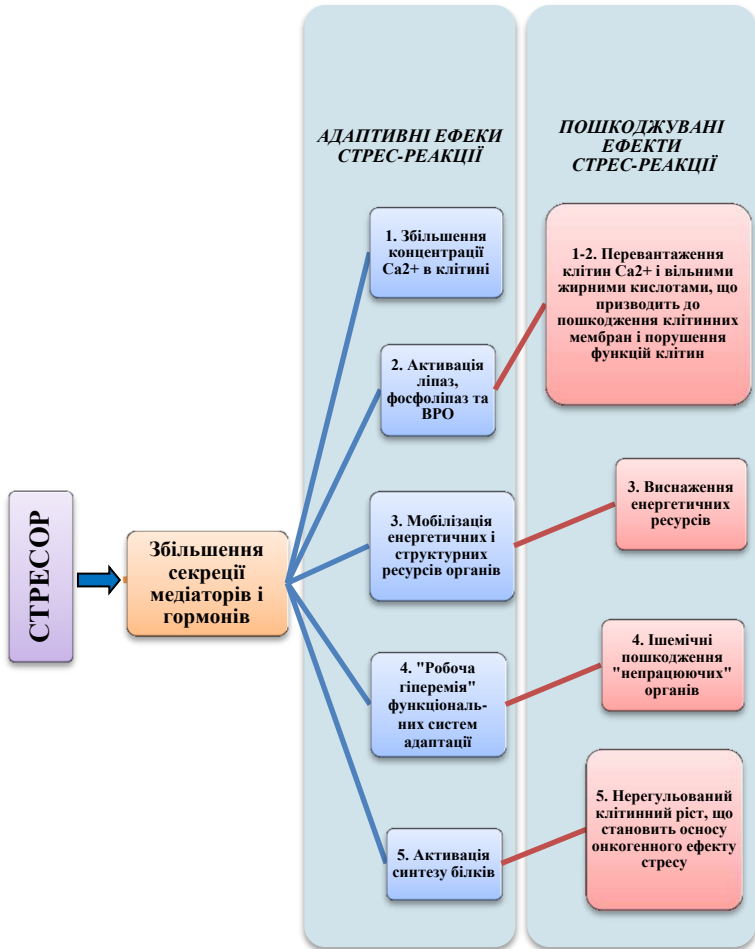 АДАПТИВНІ ЕФЕКИ
СТРЕС-РЕАКЦІЇ
ПОШКОДЖУВАНІ
ЕФЕКТИ
СТРЕС-РЕАКЦІЇ
СТРЕСОР
Збільшення
секреції
медіаторів і
гормонів
1. Збільшення
концентрації
Са2+ в клітині
2. Активація
ліпаз,
фосфоліпаз та
ВРО
3. Мобілізація
енергетичних і
структурних
ресурсів органів
4. "Робоча
гіперемія"
функціональ-
них систем
адаптації
5. Активація
синтезу білків
1-2. Перевантаження
клітин Са2+ і вільними
жирними кислотами, що
призводить до
пошкодження клітинних
мембран і порушення
функцій клітин
3. Виснаження
енергетичних
ресурсів
4. Ішемічні
пошкодження
"непрацюючих"
органів
5. Нерегульований
клітинний ріст, що
становить основу
онкогенного ефекту
стресу